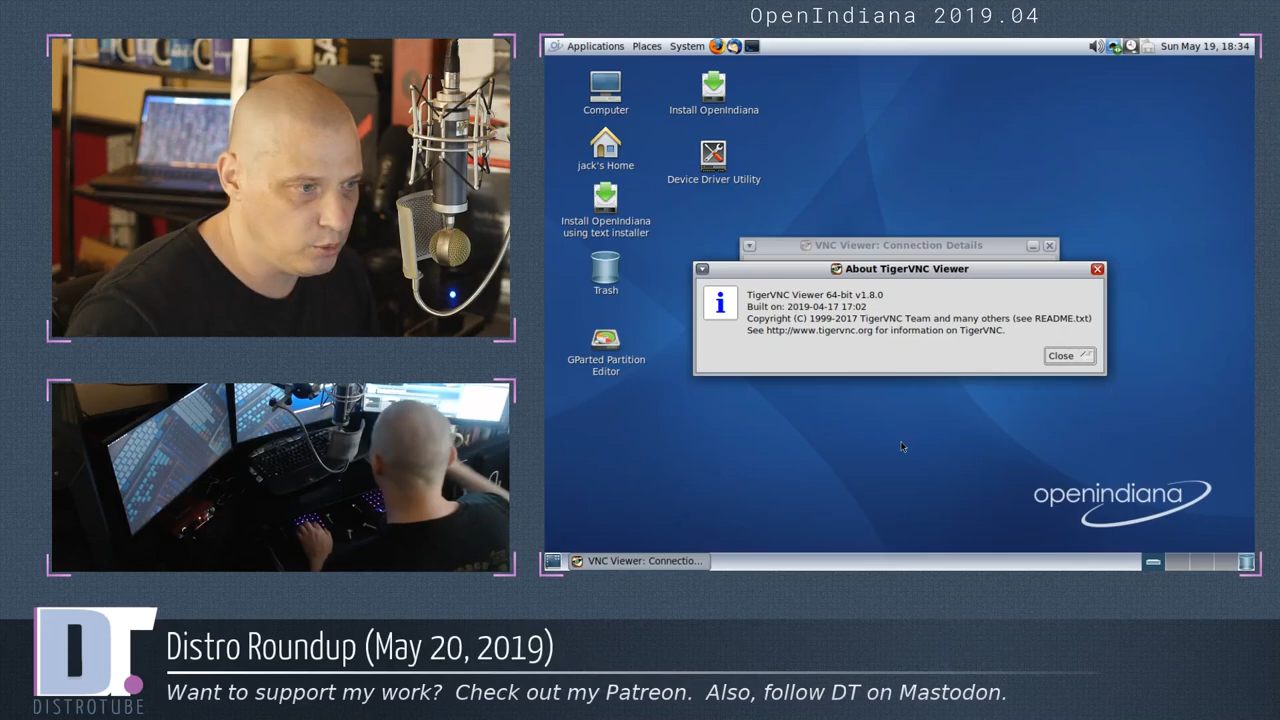 OpenIndiana 2019.04
Applications Places System
Sun May 19, 18:34
Computer
Install OpenIndiana
jack's Home
Device Driver Utility
Install OpenIndiana
using text installer
Trash
GParted Partition
Editor
VNC Viewer: Connection Details
About TigerVNC Viewer
i
TigerVNC Viewer 64-bit v1.8.0
Built on: 2019-04-17 17:02
Copyright (C) 1999-2017 TigerVNC Team and many others (see README.txt)
See http://www.tigervnc.org for information on TigerVNC.
Close
openindiana
VNC Viewer: Connectio...
DT
DISTROTUBE
Distro Roundup (May 20, 2019)
Want to support my work? Check out my Patreon. Also, follow DT on Mastodon.